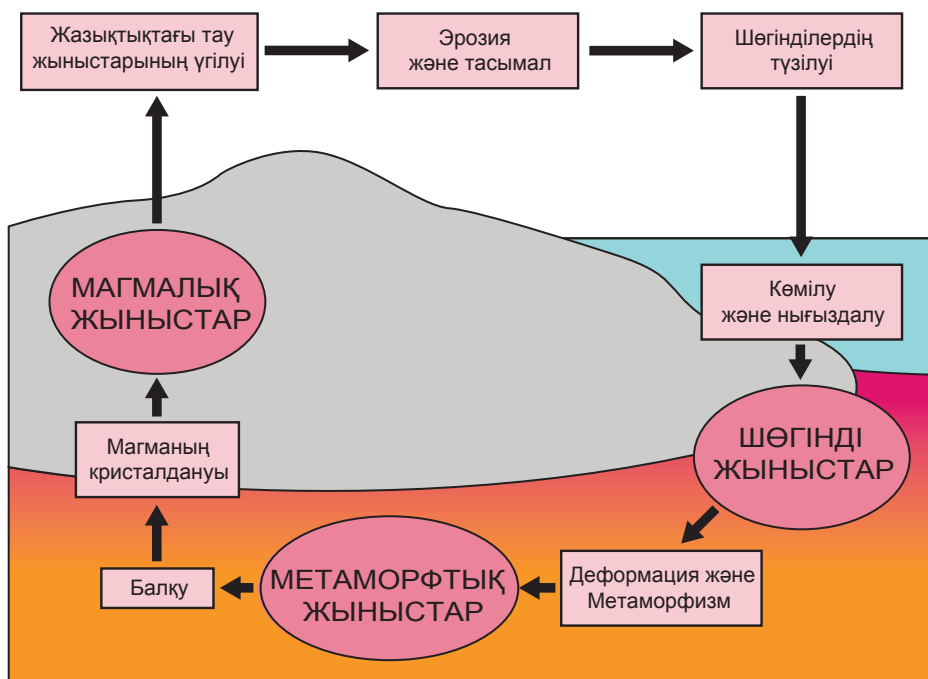 Жазықтықтағы тау
жыныстарының үгілуі
Эрозия
және тасымал
Шөгінділердің
түзілуі
МАГМАЛЫҚ
ЖЫНЫСТАР
Көмілу
және нығыздалу
Магманың
кристалдануы
ШӨГІНДІ
ЖЫНЫСТАР
Балқу
МЕТАМОРФТЫҚ
ЖЫНЫСТАР
Деформация және
Метаморфизм